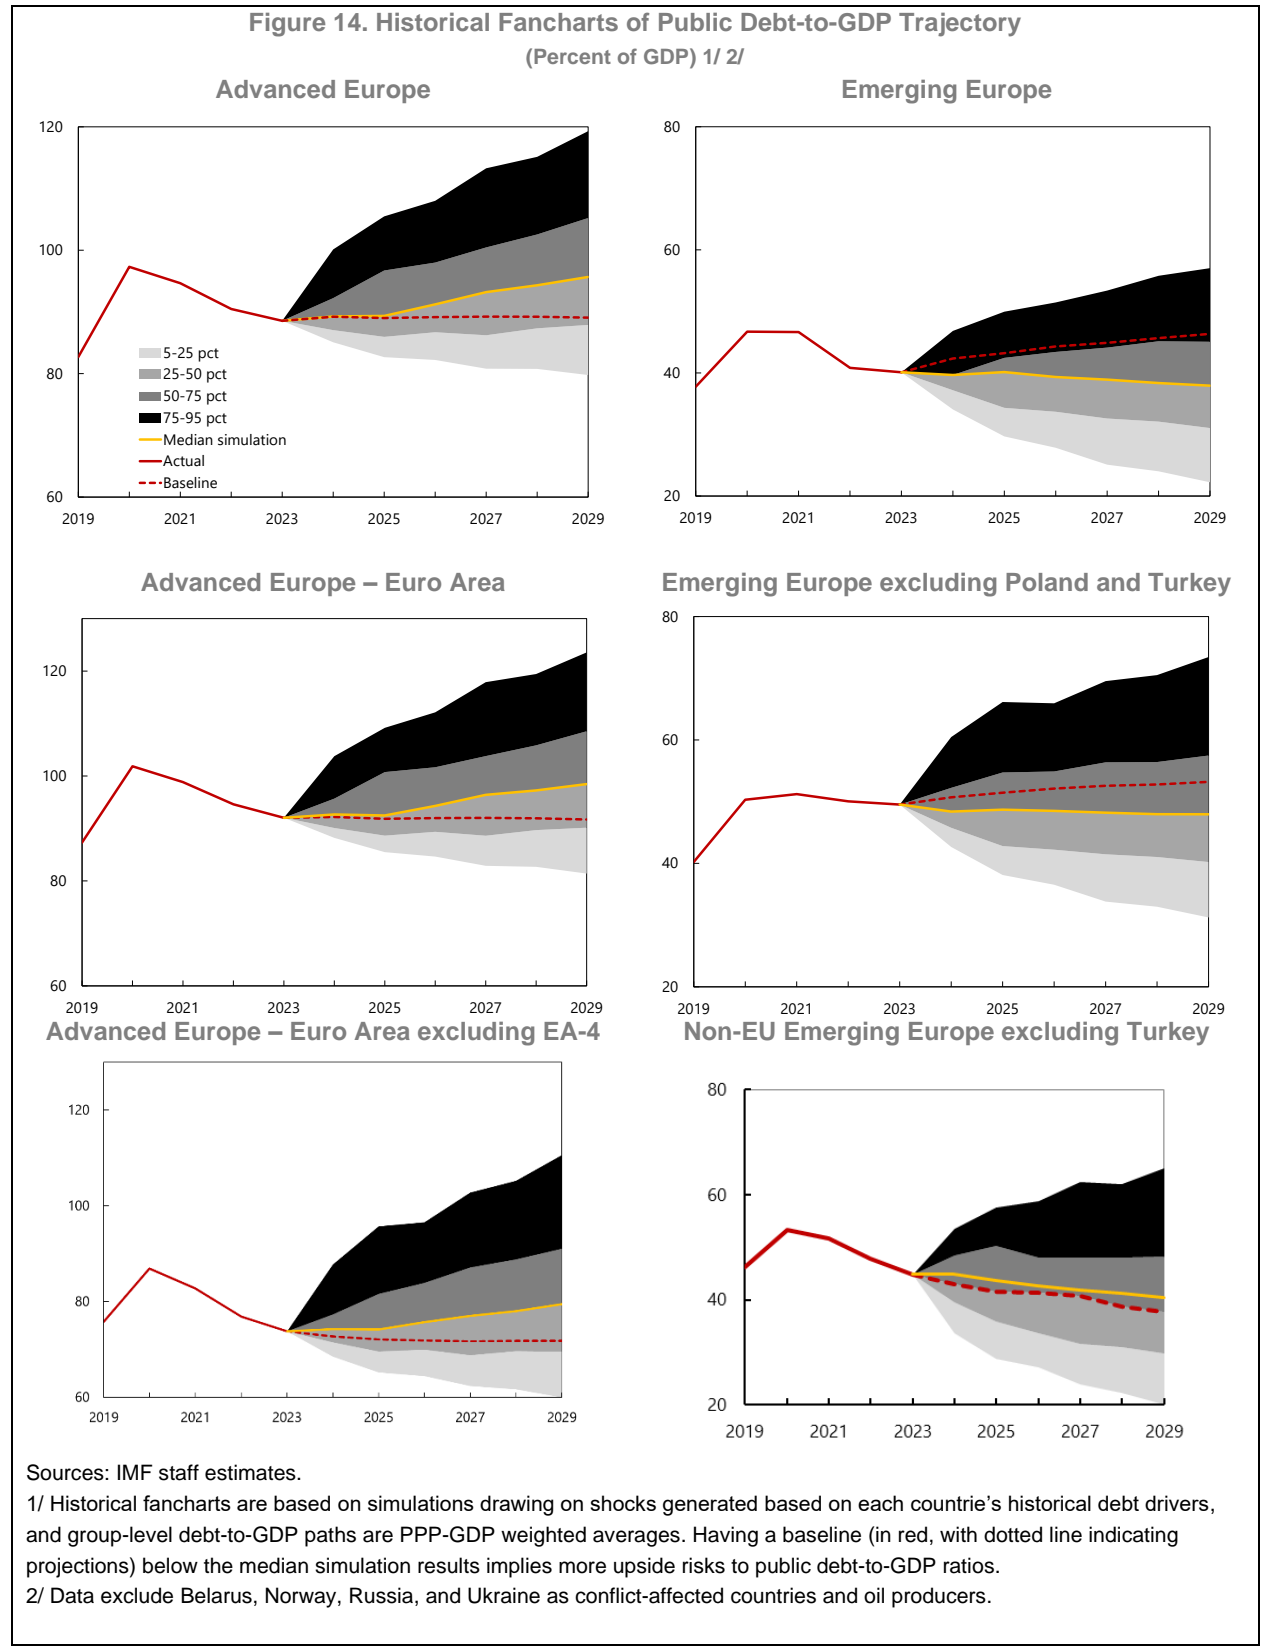 Figure 14. Historical Fancharts of Public Debt-to-GDP Trajectory
(Percent of GDP) 1/ 2/
Advanced Europe
120
100
80
60
5-25 pct
25-50 pct
50-75 pct
75-95 pct
Median simulation
Actual
Baseline
2019 2021 2023 2025 2027 2029
Emerging Europe
80
60
40
20
2019 2021 2023 2025 2027 2029
Advanced Europe – Euro Area
120
100
80
60
2019 2021 2023 2025 2027 2029
Emerging Europe excluding Poland and Turkey
80
60
40
20
2019 2021 2023 2025 2027 2029
Advanced Europe – Euro Area excluding EA-4
120
100
80
60
2019 2021 2023 2025 2027 2029
Non-EU Emerging Europe excluding Turkey
80
60
40
20
2019 2021 2023 2025 2027 2029
Sources: IMF staff estimates.
1/ Historical fancharts are based on simulations drawing on shocks generated based on each countrie’s historical debt drivers,
and group-level debt-to-GDP paths are PPP-GDP weighted averages. Having a baseline (in red, with dotted line indicating
projections) below the median simulation results implies more upside risks to public debt-to-GDP ratios.
2/ Data exclude Belarus, Norway, Russia, and Ukraine as conflict-affected countries and oil producers.